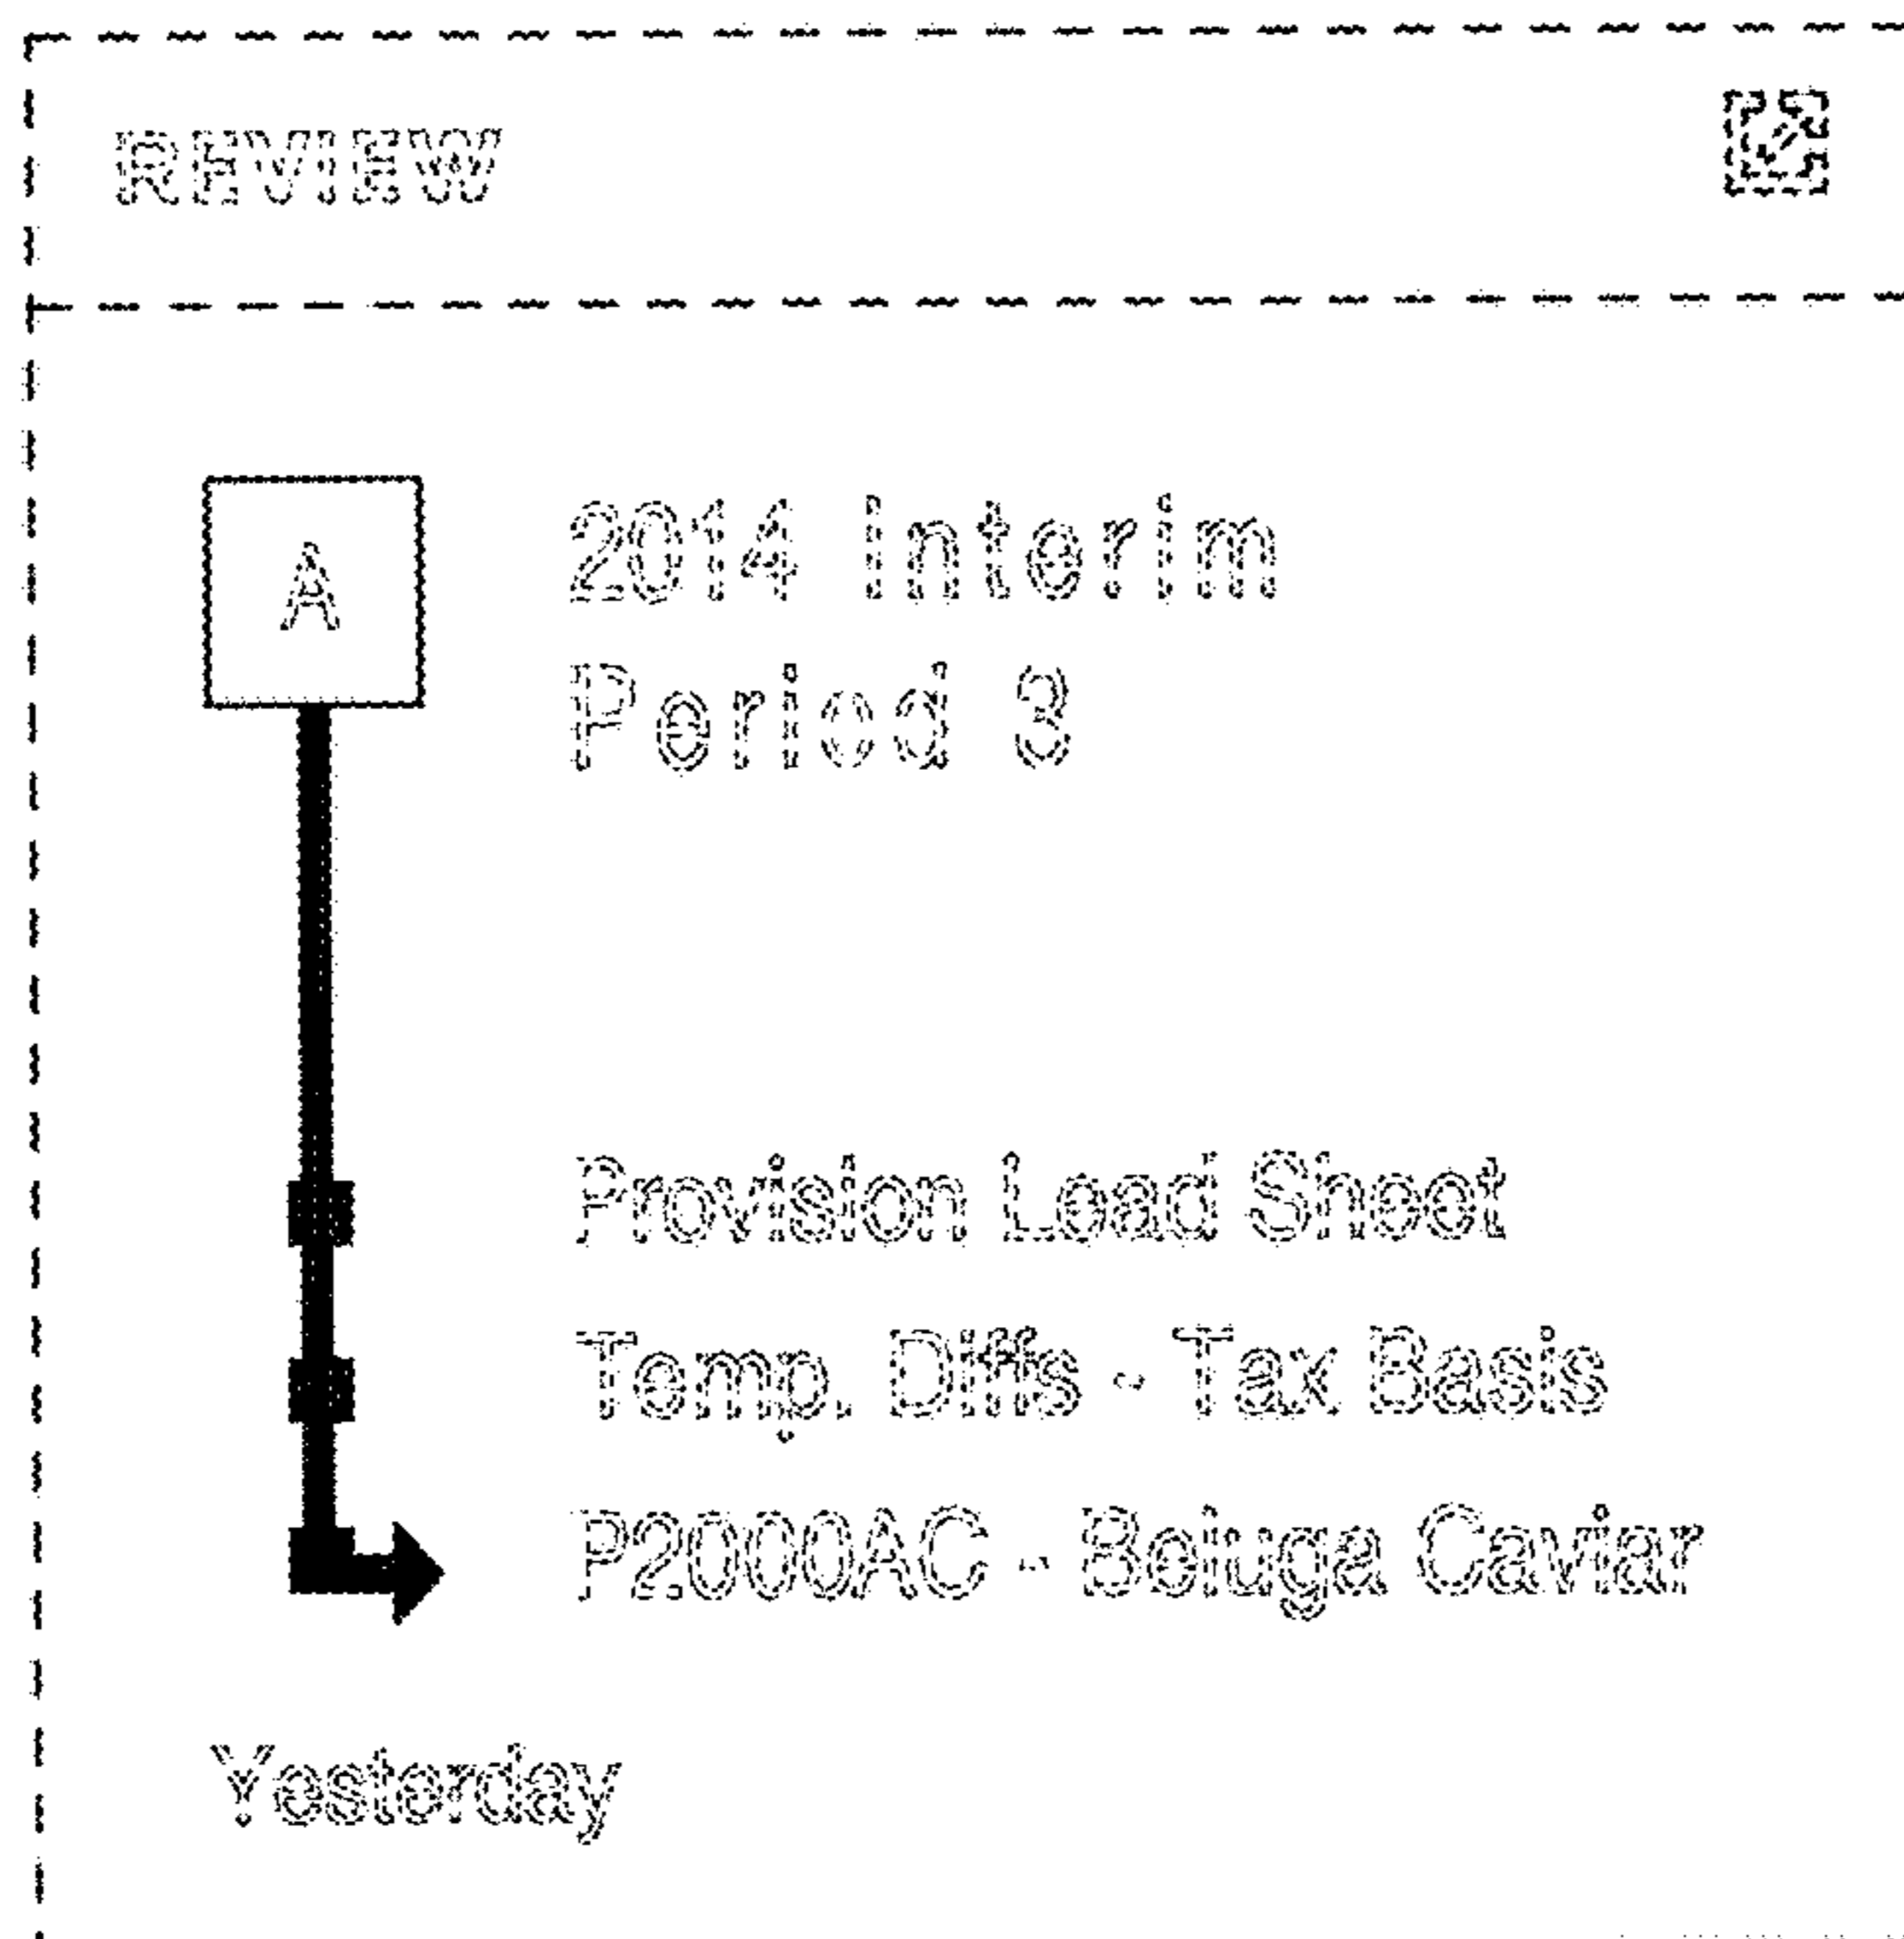 REVIEW
A
2014 Interim
Period 3
Provision Load Sheet
Temp. Diffs - Tax Basis
P2000AC - Beluga Caviar
Yesterday